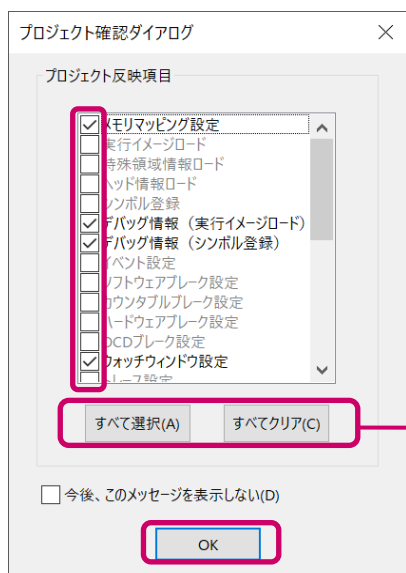 プロジェクト確認ダイアログ
プロジェクト反映項目
メモリマッピング設定
実行イメージロード
特殊領域情報ロード
ヘッド情報ロード
シンボル登録
デバッグ情報（実行イメージロード）
デバッグ情報（シンボル登録）
イベント設定
ソフトウェアブレーク設定
カウンタブルブレーク設定
ハードウェアブレーク設定
OCDブレーク設定
ウォッチウィンドウ設定
トレース設定
すべて選択(A) すべてクリア(C)
今後、このメッセージを表示しない(D)
OK